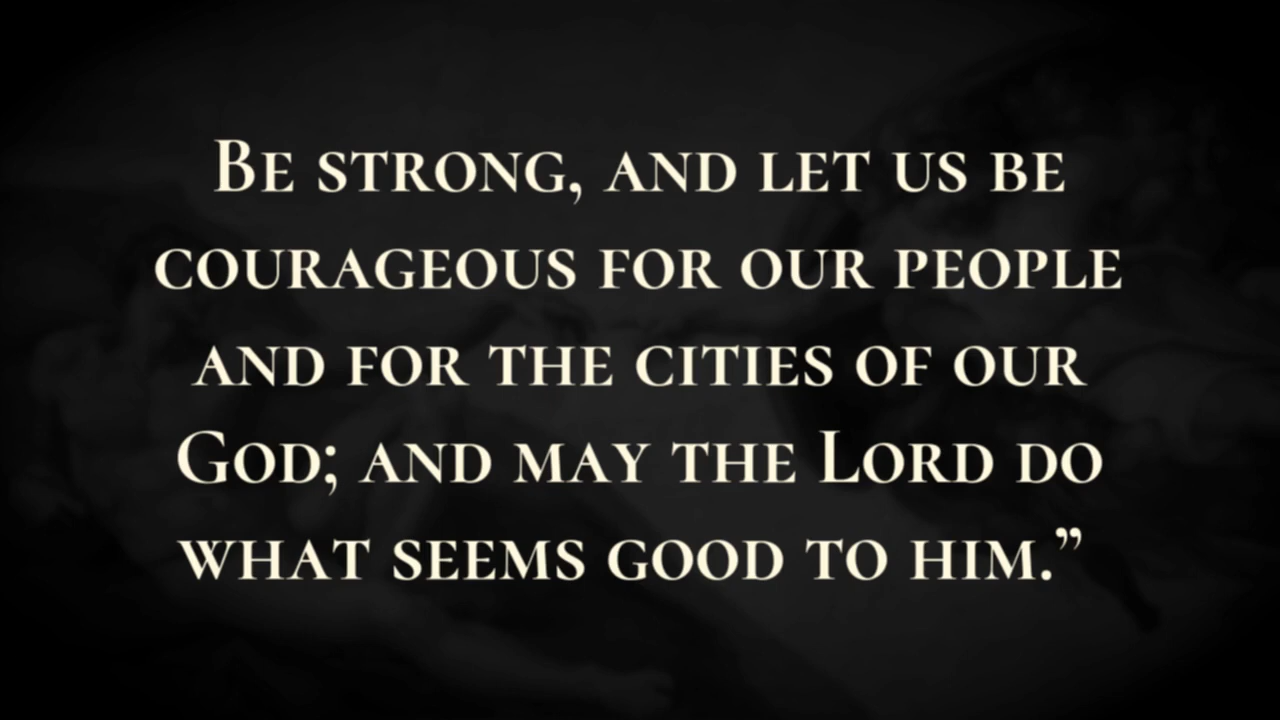 Be strong, and let us be
courageous for our people
and for the cities of our
God; and may the Lord do
what seems good to him.”